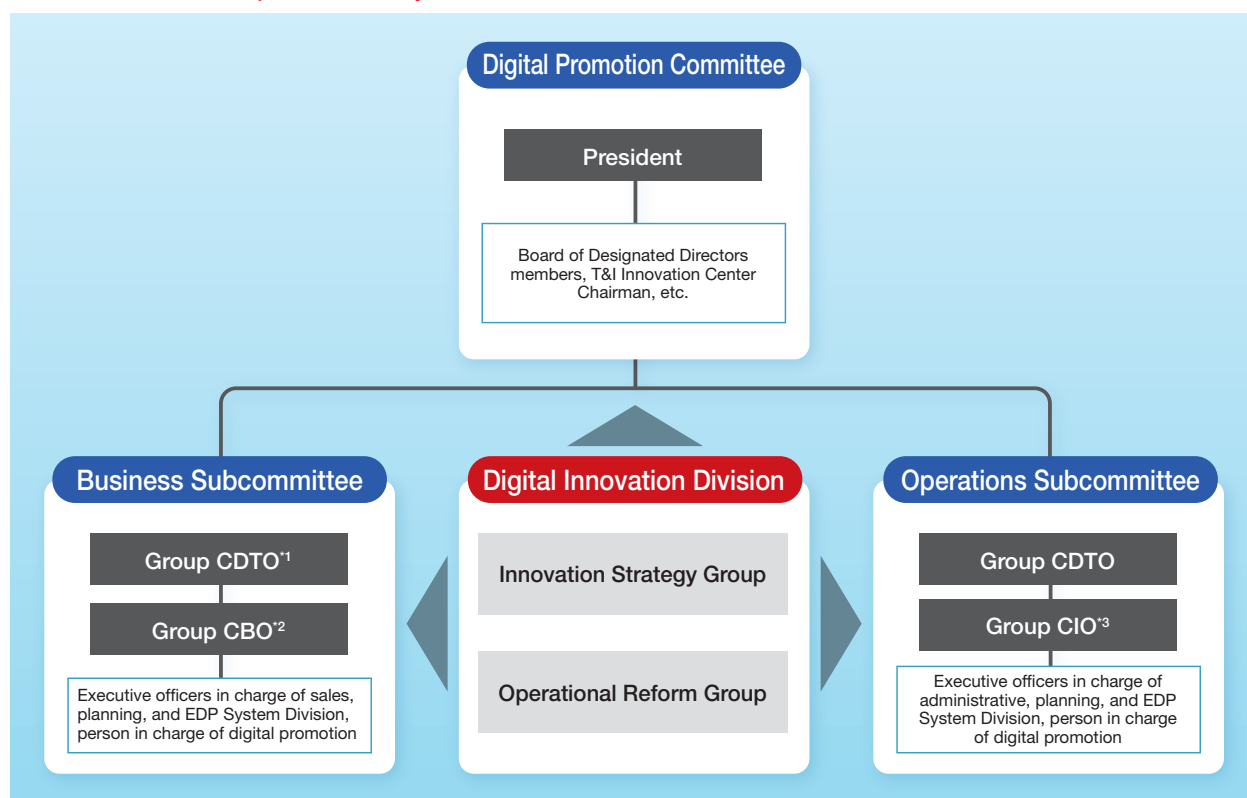 Digital Promotion Committee
President
Board of Designated Directors
members, T&I Innovation Center
Chairman, etc.
Business Subcommittee
Group CDTO*1
Group CBO*2
Executive officers in charge of sales,
planning, and EDP System Division,
person in charge of digital promotion
Digital Innovation Division
Innovation Strategy Group
Operational Reform Group
Operations Subcommittee
Group CDTO
Group CIO*3
Executive officers in charge of
administrative, planning, and EDP
System Division, person in charge
of digital promotion